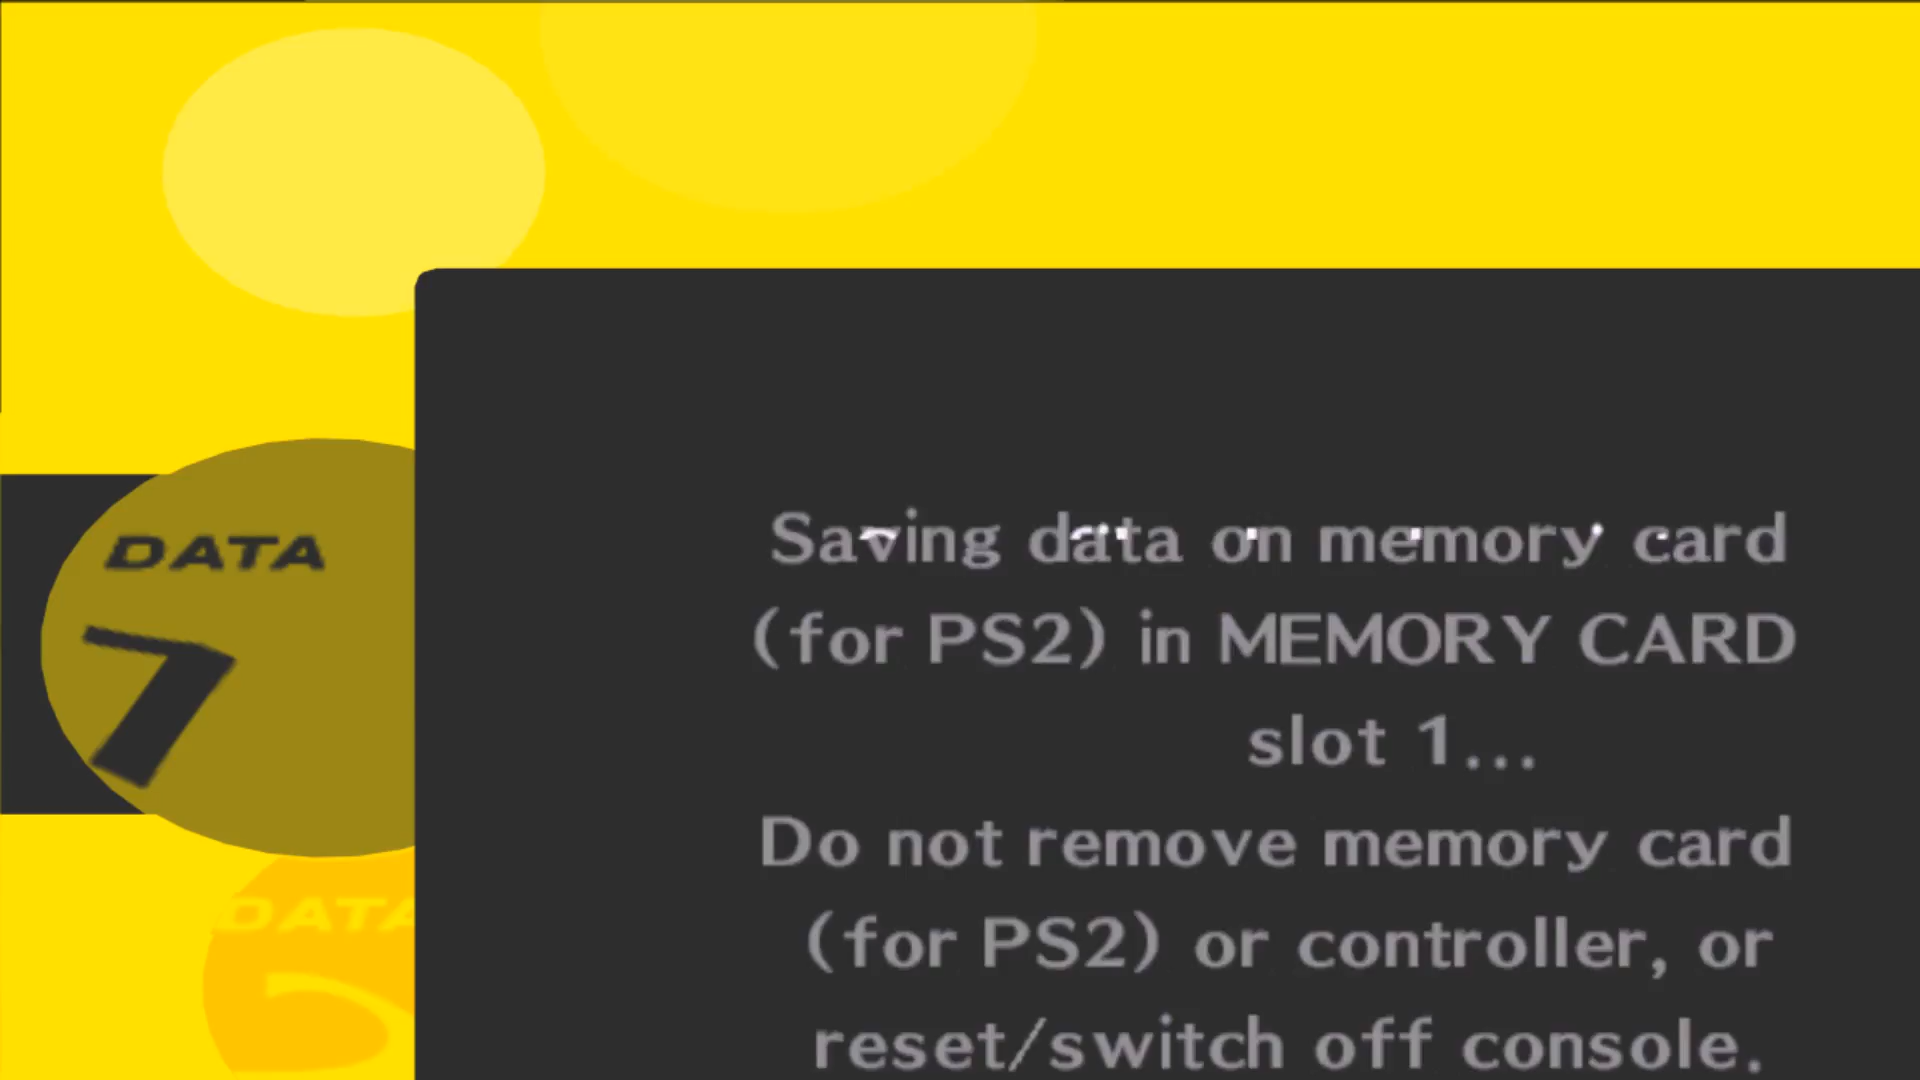 DATA
7
DATA
Saving data on memory card
(for PS2) in MEMORY CARD
slot 1...
Do not remove memory card
(for PS2) or controller, or
reset/switch off console.